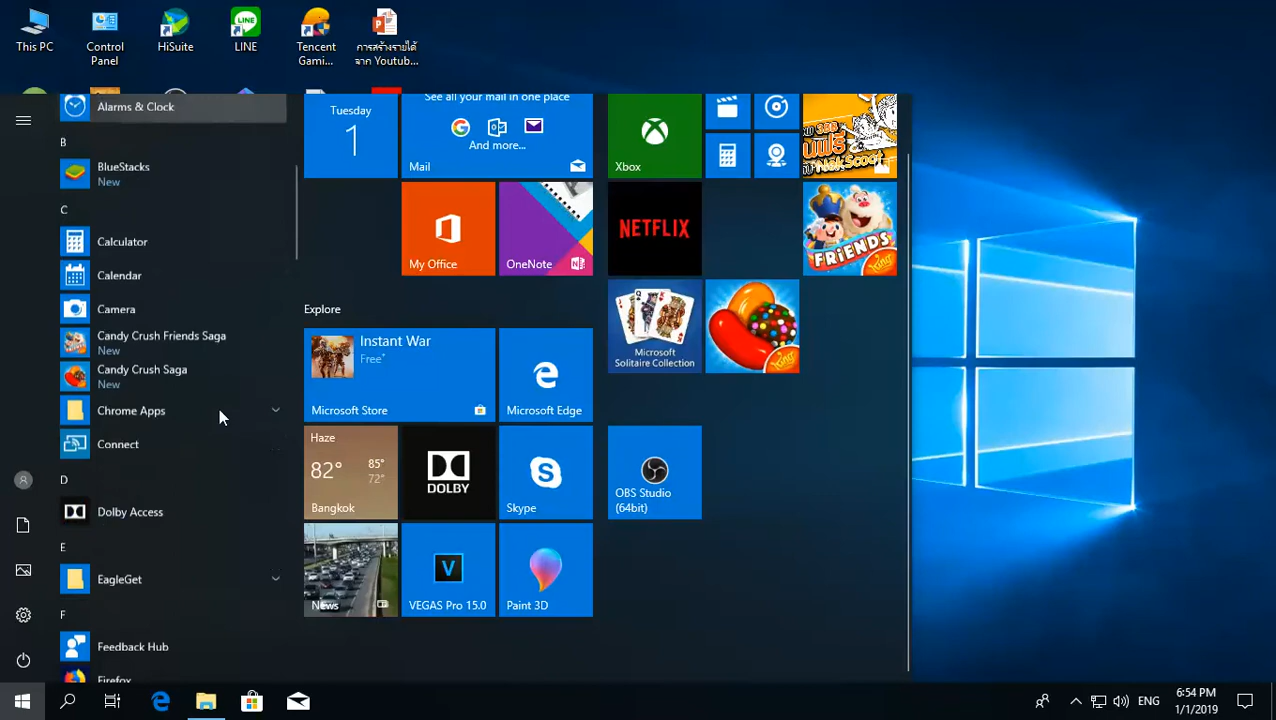 This PC
Control
Panel
HiSuite
LINE
LINE
Tencent
Gami...
การสร้างรายได้
จาก Youtub...
Alarms & Clock
B
BlueStacks
New
C
Calculator
Calendar
Camera
Candy Crush Friends Saga
New
Candy Crush Saga
New
Chrome Apps
Connect
D
Dolby Access
E
EagleGet
F
Feedback Hub
Firefox
Tuesday
1
See all your mail in one place
And more...
Mail
My Office
OneNote
Explore
Instant War
Free*
Microsoft Store
Microsoft Edge
Haze
82°
85°
72°
Bangkok
DOLBY
Skype
News
V
VEGAS Pro 15.0
Paint 3D
Xbox
NETFLIX
NokScoot
FRIENDS
King
Microsoft
Solitaire Collection
King
OBS Studio
(64bit)
ENG
6:54 PM
1/1/2019